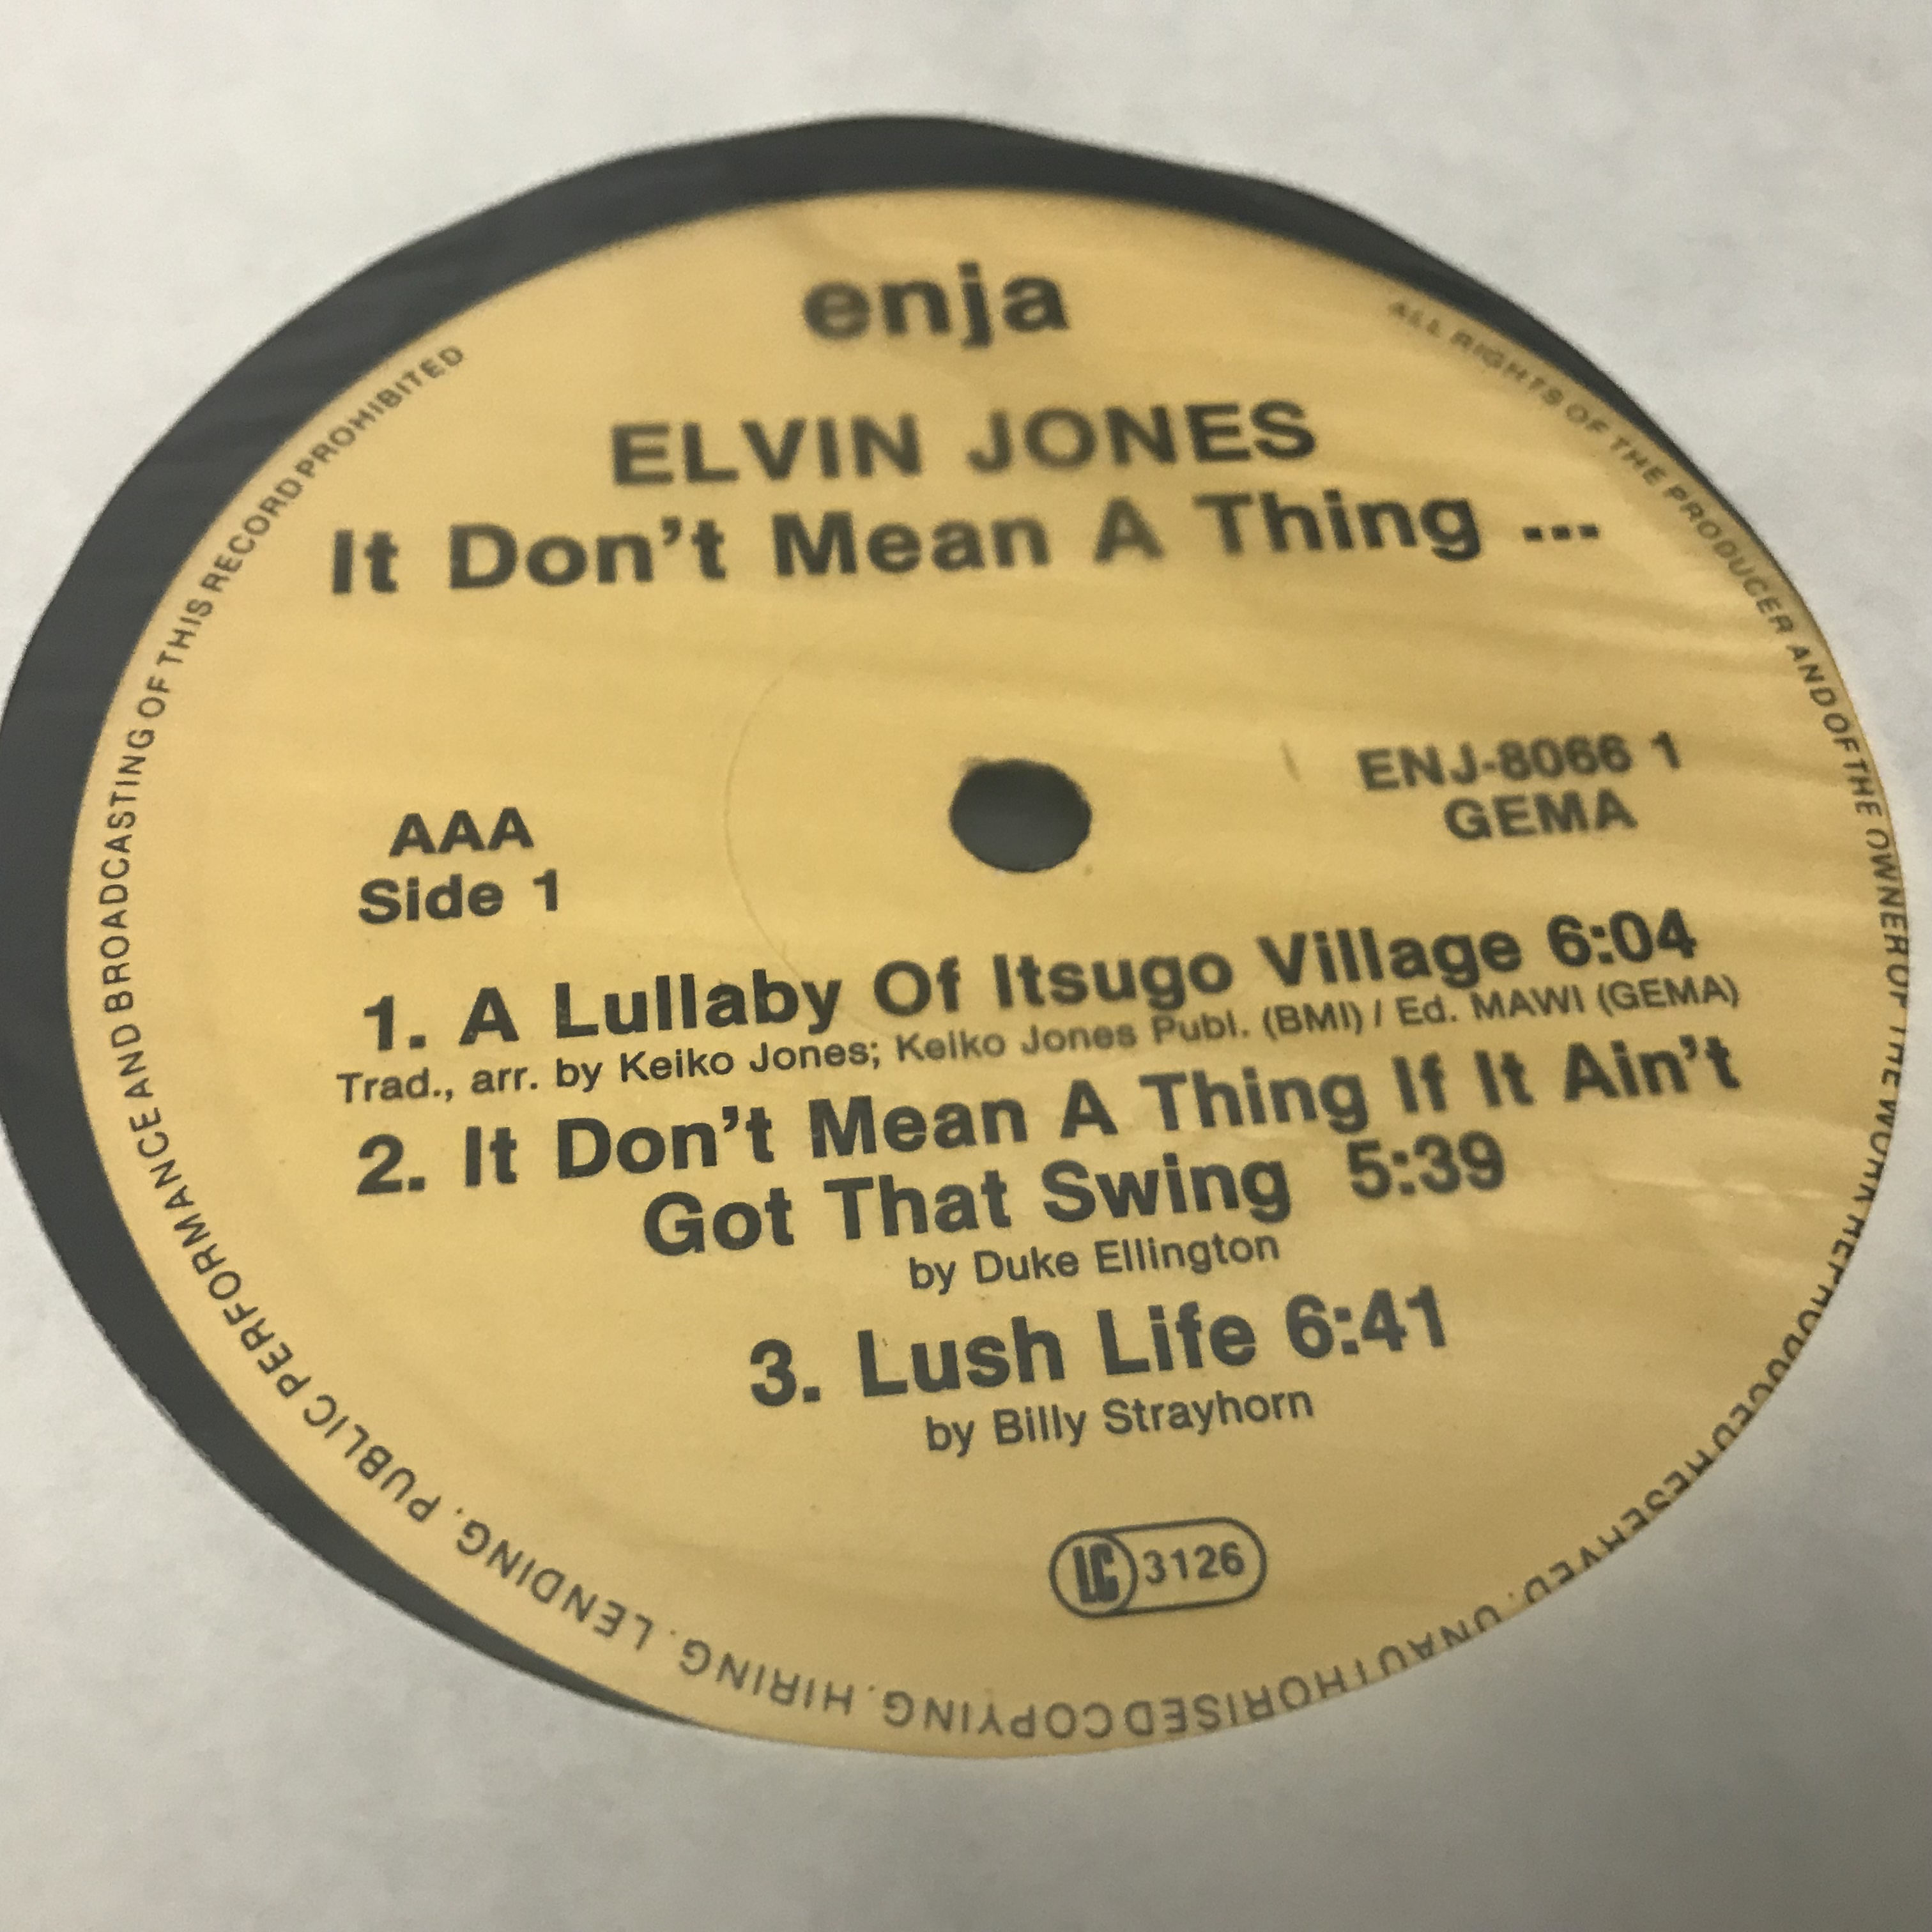 enja
ELVIN JONES
It Don't Mean A Thing ...
AAA
Side 1
ENJ-8066 1
GEMA
1. A Lullaby Of Itsugo Village 6:04
Trad., arr. by Keiko Jones; Keiko Jones Publ. (BMI) / Ed. MAWI (GEMA)
2. It Don't Mean A Thing If It Ain't
Got That Swing 5:39
by Duke Ellington
3. Lush Life 6:41
by Billy Strayhorn
LC 3126
ALL RIGHTS OF THE PRODUCER AND OF THE OWNER OF THE WORK REPRODUCED RESERVED. UNAUTHORISED COPYING. HIRING. LENDING. PUBLIC PERFORMANCE AND BROADCASTING OF THIS RECORD PROHIBITED